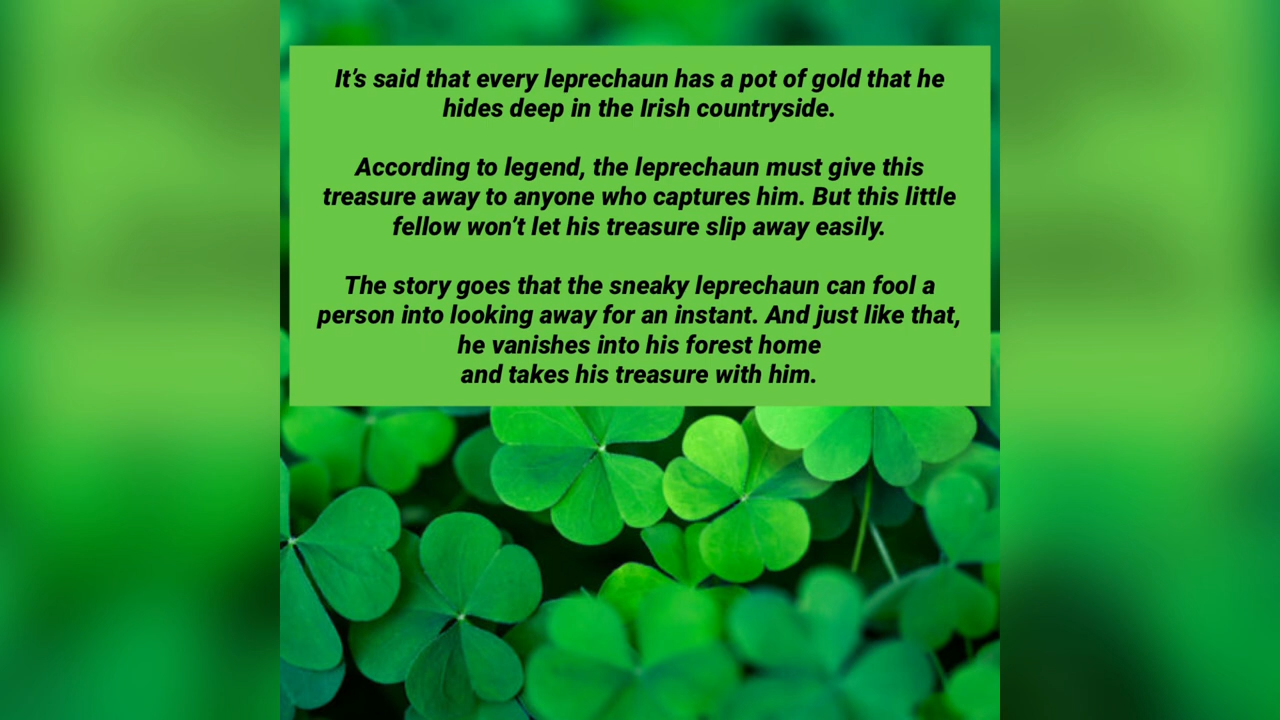 It's said that every leprechaun has a pot of gold that he
hides deep in the Irish countryside.
According to legend, the leprechaun must give this
treasure away to anyone who captures him. But this little
fellow won't let his treasure slip away easily.
The story goes that the sneaky leprechaun can fool a
person into looking away for an instant. And just like that,
he vanishes into his forest home
and takes his treasure with him.